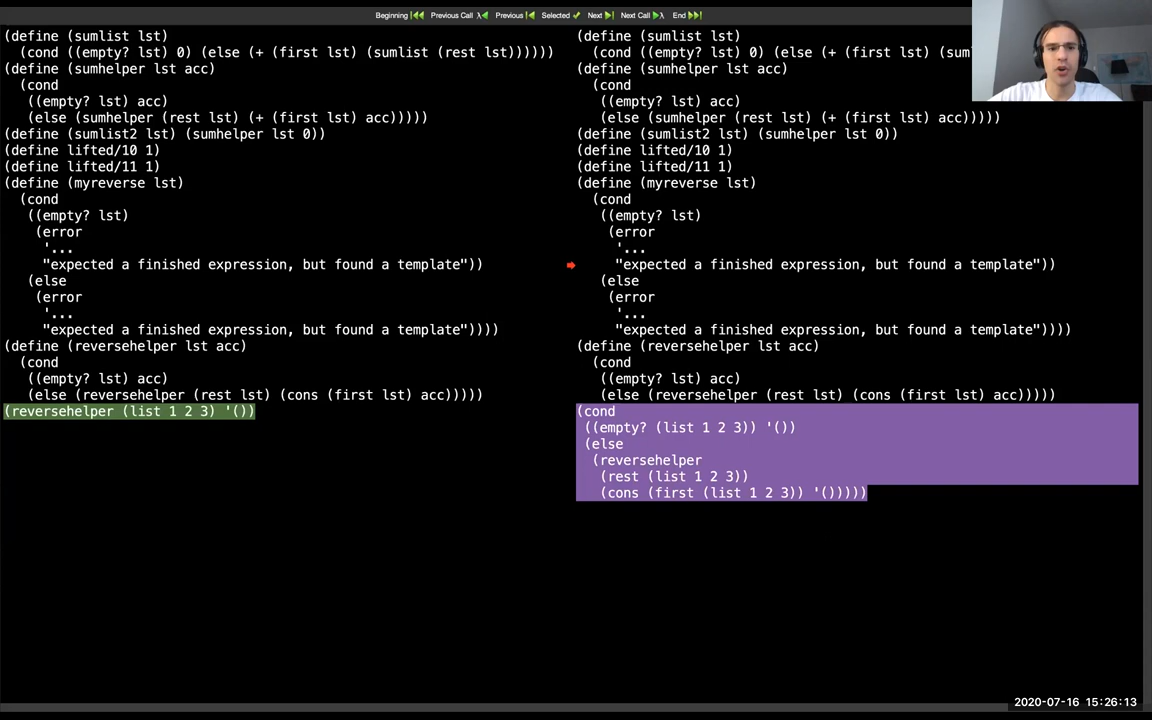 Beginning Previous Call Previous Selected Next Next Call End
(define (sumlist lst)
  (cond ((empty? lst) 0) (else (+ (first lst) (sumlist (rest lst))))))
(define (sumhelper lst acc)
  (cond
   ((empty? lst) acc)
   (else (sumhelper (rest lst) (+ (first lst) acc)))))
(define (sumlist2 lst) (sumhelper lst 0))
(define lifted/10 1)
(define lifted/11 1)
(define (myreverse lst)
  (cond
   ((empty? lst)
    (error
     '...
     "expected a finished expression, but found a template"))
   (else
    (error
     '...
     "expected a finished expression, but found a template"))))
(define (reversehelper lst acc)
  (cond
   ((empty? lst) acc)
   (else (reversehelper (rest lst) (cons (first lst) acc)))))
(reversehelper (list 1 2 3) '())
(define (sumlist lst)
  (cond ((empty? lst) 0) (else (+ (first lst) (sum
(define (sumhelper lst acc)
  (cond
   ((empty? lst) acc)
   (else (sumhelper (rest lst) (+ (first lst) acc)))))
(define (sumlist2 lst) (sumhelper lst 0))
(define lifted/10 1)
(define lifted/11 1)
(define (myreverse lst)
  (cond
   ((empty? lst)
    (error
     '...
     "expected a finished expression, but found a template"))
   (else
    (error
     '...
     "expected a finished expression, but found a template"))))
(define (reversehelper lst acc)
  (cond
   ((empty? lst) acc)
   (else (reversehelper (rest lst) (cons (first lst) acc)))))
(cond
 ((empty? (list 1 2 3)) '())
 (else
  (reversehelper
   (rest (list 1 2 3))
   (cons (first (list 1 2 3)) '()))))
2020-07-16 15:26:13